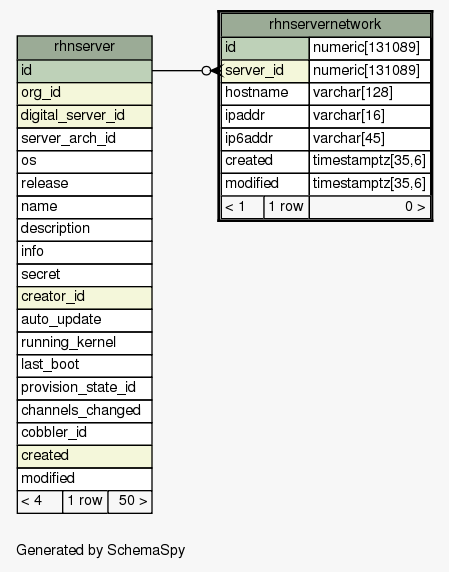 rhnserver
id
org_id
digital_server_id
server_arch_id
os
release
name
description
info
secret
creator_id
auto_update
running_kernel
last_boot
provision_state_id
channels_changed
cobbler_id
created
modified
< 4 1 row 50 >
rhnservernetwork
id numeric[131089]
server_id numeric[131089]
hostname varchar[128]
ipaddr varchar[16]
ip6addr varchar[45]
created timestamptz[35,6]
modified timestamptz[35,6]
< 1 1 row 0 >
Generated by SchemaSpy